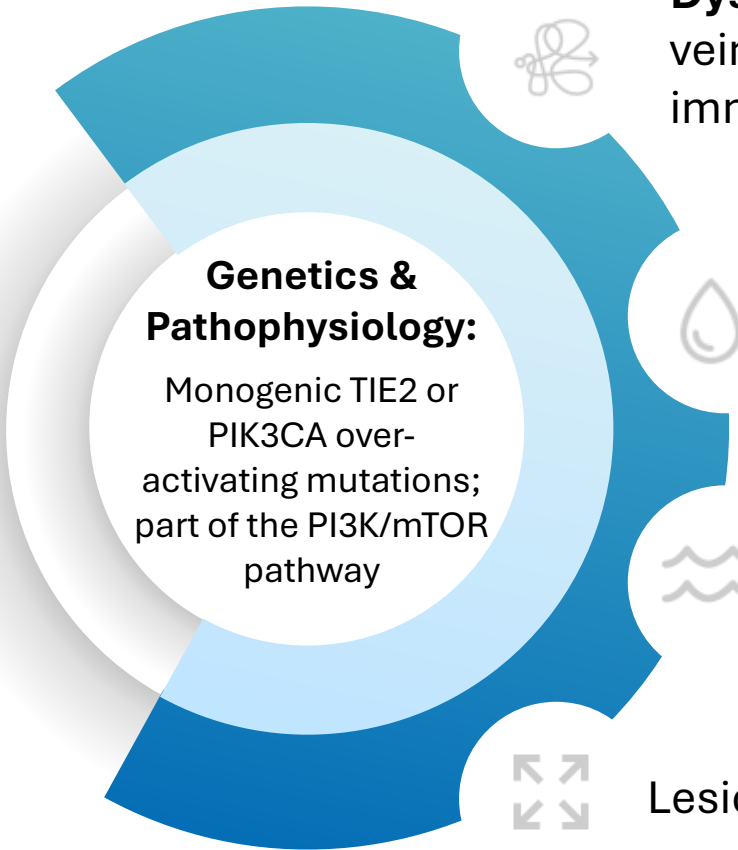 Genetics &
Pathophysiology:
Monogenic TIE2 or
PIK3CA over-
activating mutations;
part of the PI3K/mTOR
pathway